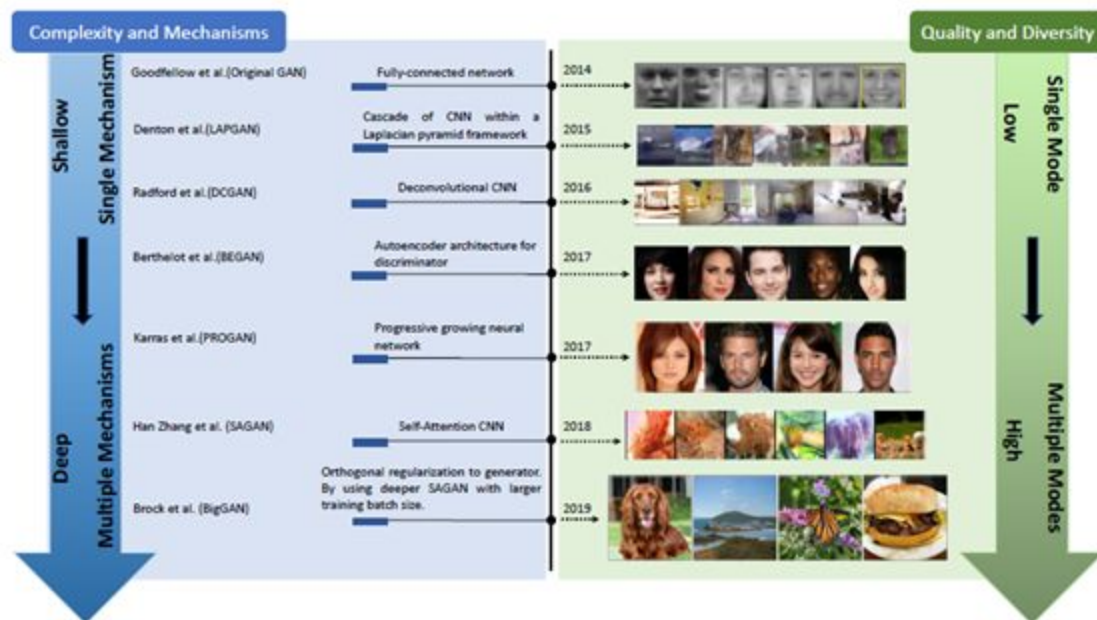 Complexity and Mechanisms
Quality and Diversity
Shallow
Single Mechanism
Deep
Multiple Mechanisms
Goodfellow et al.(Original GAN)
Fully-connected network
2014
Denton et al.(LAPGAN)
Cascade of CNN within a
Laplacian pyramid framework
2015
Radford et al.(DCGAN)
Deconvolutional CNN
2016
Berthelot et al.(BEGAN)
Autoencoder architecture for
discriminator
2017
Karras et al.(PROGAN)
Progressive growing neural
network
2017
Han Zhang et al. (SAGAN)
Self-Attention CNN
2018
Brock et al. (BigGAN)
Orthogonal regularization to generator.
By using deeper SAGAN with larger
training batch size.
2019
Low
Single Mode
High
Multiple Modes